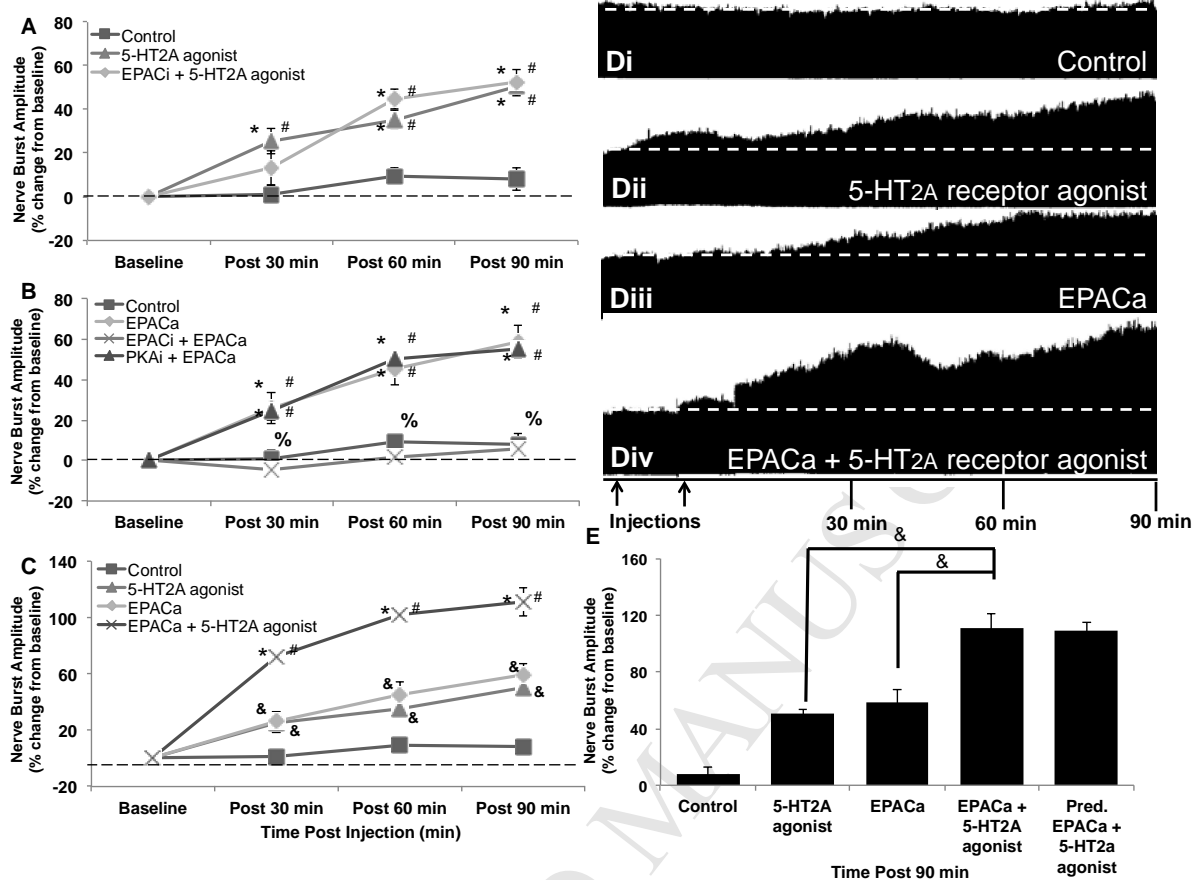 A
Nerve Burst Amplitude
(% change from baseline)
80
60
40
20
0
-20
Control
5-HT2A agonist
EPACi + 5-HT2A agonist
* # * # * # * # * #
Baseline Post 30 min Post 60 min Post 90 min
B
Nerve Burst Amplitude
(% change from baseline)
80
60
40
20
0
-20
Control
EPACa
EPACi + EPACa
PKAi + EPACa
* # * # * # * # * # * #
% % %
Baseline Post 30 min Post 60 min Post 90 min
C
Nerve Burst Amplitude
(% change from baseline)
140
100
60
20
-20
Control
5-HT2A agonist
EPACa
EPACa + 5-HT2A agonist
* # * # * #
& & & & & &
Baseline Post 30 min Post 60 min Post 90 min
Time Post Injection (min)
Di Control
Dii 5-HT2A receptor agonist
Diii EPACa
Div EPACa + 5-HT2A receptor agonist
Injections 30 min 60 min 90 min
E
Nerve Burst Amplitude
(% change from baseline)
160
120
80
40
0
&
&
Control
5-HT2A
agonist
EPACa
EPACa +
5-HT2A
agonist
Pred.
EPACa +
5-HT2a
agonist
Time Post 90 min
MANUS